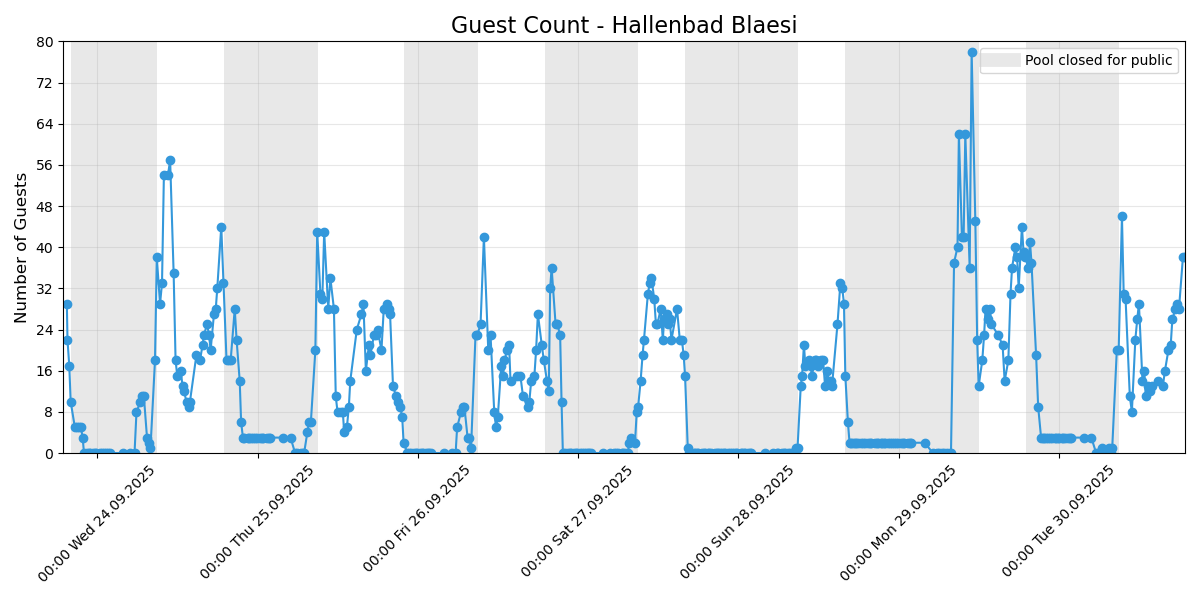 Guest Count - Hallenbad Blaesi
Pool closed for public
Number of Guests
80
72
64
56
48
40
32
24
16
8
0
00:00 Wed 24.09.2025
00:00 Thu 25.09.2025
00:00 Fri 26.09.2025
00:00 Sat 27.09.2025
00:00 Sun 28.09.2025
00:00 Mon 29.09.2025
00:00 Tue 30.09.2025